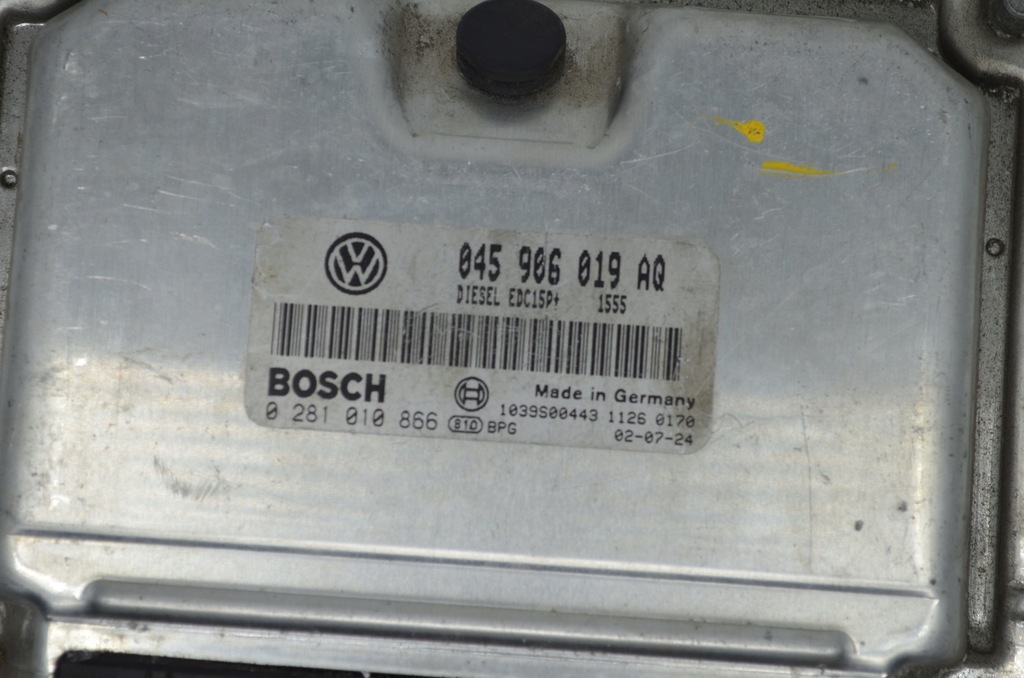 045 906 019 AQ
DIESEL EDC15P+ 1555
BOSCH
Made in Germany
0 281 010 866 810 BPG
1039S00443 1126 0170
02-07-24